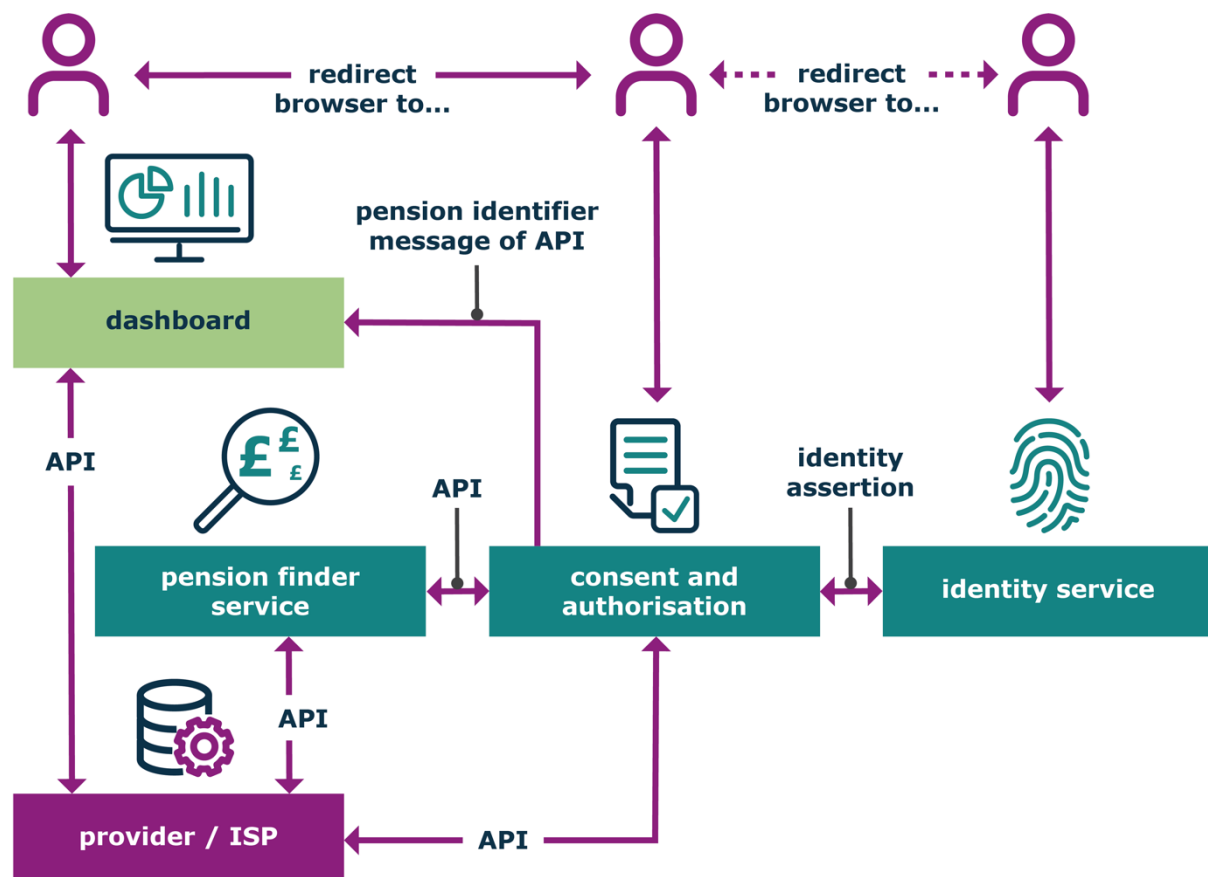 redirect
browser to...
redirect
browser to...
pension identifier
message of API
dashboard
API
££££
API
identity
assertion
pension finder
service
consent and
authorisation
identity service
API
provider / ISP
API